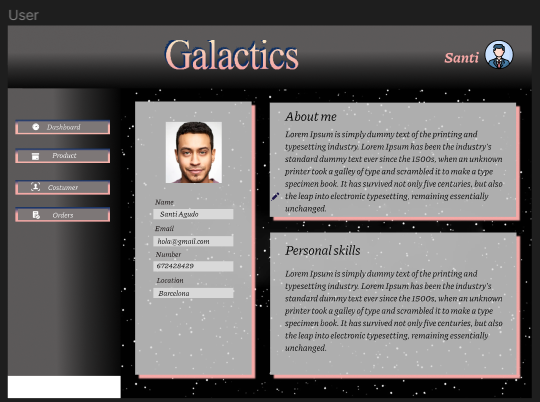 User
Galactics
Santi
Dashboard
Product
Costumer
Orders
Name
Santi Agudo
Email
hola@gmail.com
Number
672428429
Location
Barcelona
About me
Lorem Ipsum is simply dummy text of the printing and
typesetting industry. Lorem Ipsum has been the industry's
standard dummy text ever since the 1500s, when an unknown
printer took a galley of type and scrambled it to make a type
specimen book. It has survived not only five centuries, but also
the leap into electronic typesetting, remaining essentially
unchanged.
Personal skills
Lorem Ipsum is simply dummy text of the printing and
typesetting industry. Lorem Ipsum has been the industry's
standard dummy text ever since the 1500s, when an unknown
printer took a galley of type and scrambled it to make a type
specimen book. It has survived not only five centuries, but also
the leap into electronic typesetting, remaining essentially
unchanged.